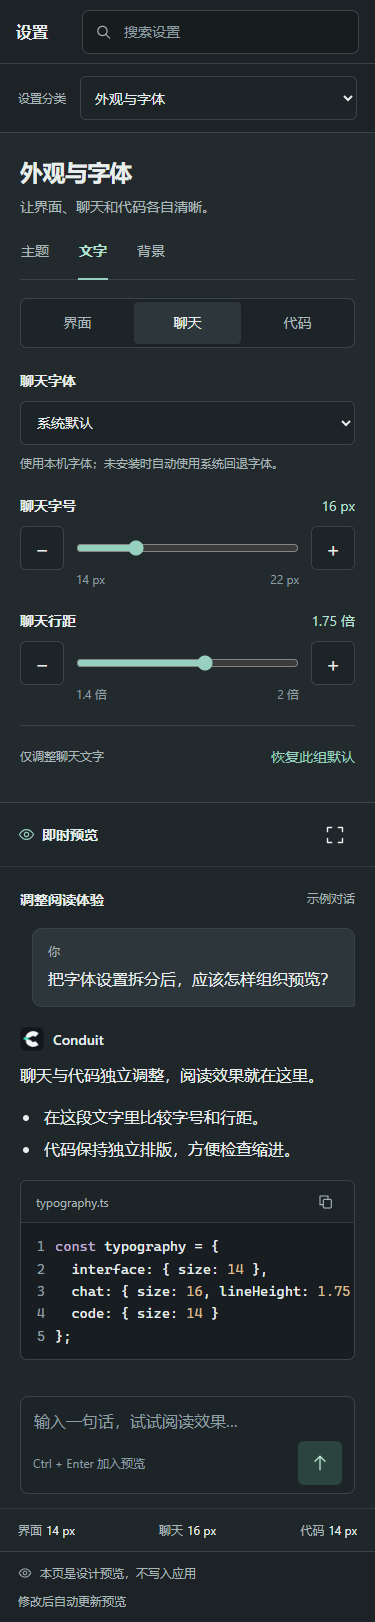 设置
搜索设置
设置分类
外观与字体
外观与字体
让界面、聊天和代码各自清晰。
主题 文字 背景
界面 聊天 代码
聊天字体
系统默认
使用本机字体；未安装时自动使用系统回退字体。
聊天字号 16 px
− +
14 px 22 px
聊天行距 1.75 倍
− +
1.4 倍 2 倍
仅调整聊天文字 恢复此组默认
即时预览
调整阅读体验 示例对话
你
把字体设置拆分后，应该怎样组织预览？
Conduit
聊天与代码独立调整，阅读效果就在这里。
• 在这段文字里比较字号和行距。
• 代码保持独立排版，方便检查缩进。
typography.ts
1 const typography = {
2   interface: { size: 14 },
3   chat: { size: 16, lineHeight: 1.75
4   code: { size: 14 }
5 };
输入一句话，试试阅读效果...
Ctrl + Enter 加入预览
界面 14 px 聊天 16 px 代码 14 px
本页是设计预览，不写入应用
修改后自动更新预览